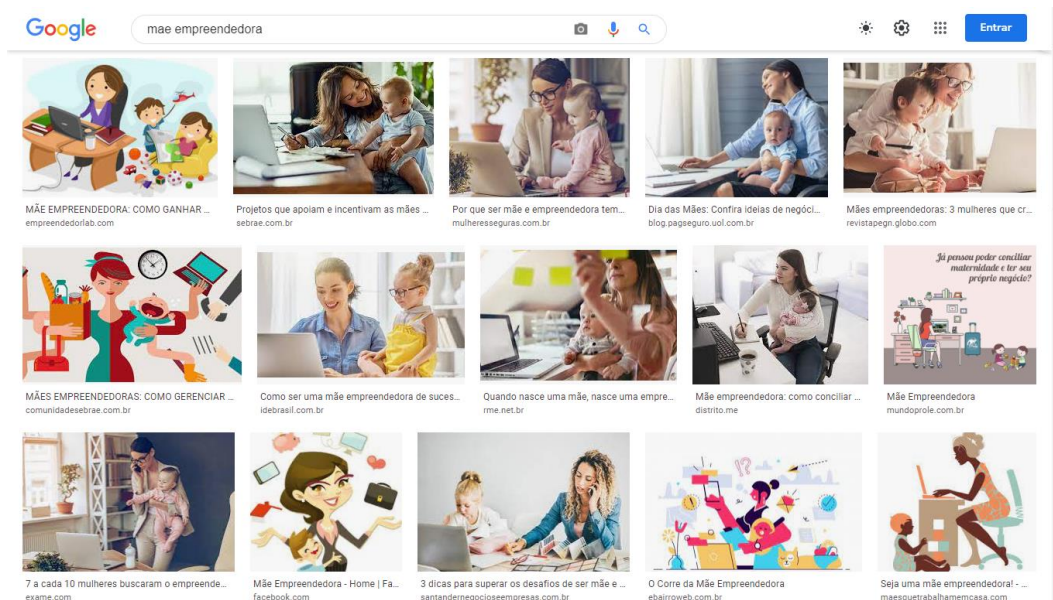 Google
mae empreendedora
Entrar
MÃE EMPREENDEDORA: COMO GANHAR ...
empreendedorlab.com
Projetos que apoiam e incentivam as mães ...
sebrae.com.br
Por que ser mãe e empreendedora tem...
mulheresseguras.com.br
Dia das Mães: Confira ideias de negóci...
blog.pagseguro.uol.com.br
Mães empreendedoras: 3 mulheres que cr...
revistapegn.globo.com
Já pensou poder conciliar
maternidade e ter seu
próprio negócio?
MÃES EMPREENDEDORAS: COMO GERENCIAR ...
comunidadesebrae.com.br
Como ser uma mãe empreendedora de suces...
idebrasil.com.br
Quando nasce uma mãe, nasce uma empre...
rme.net.br
Mãe empreendedora: como conciliar ...
distrito.me
Mãe Empreendedora
mundoprole.com.br
7 a cada 10 mulheres buscaram o empreende...
exame.com
Mãe Empreendedora - Home | Fa...
facebook.com
3 dicas para superar os desafios de ser mãe e ...
santandernegocioseempresas.com.br
O Corre da Mãe Empreendedora
ebairroweb.com.br
Seja uma mãe empreendedora! - ...
maesquetrabalhamemcasa.com